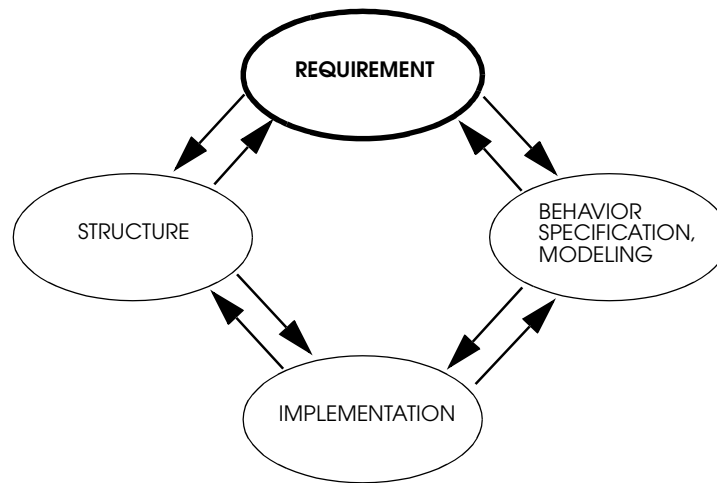 REQUIREMENT
STRUCTURE
BEHAVIOR
SPECIFICATION,
MODELING
IMPLEMENTATION